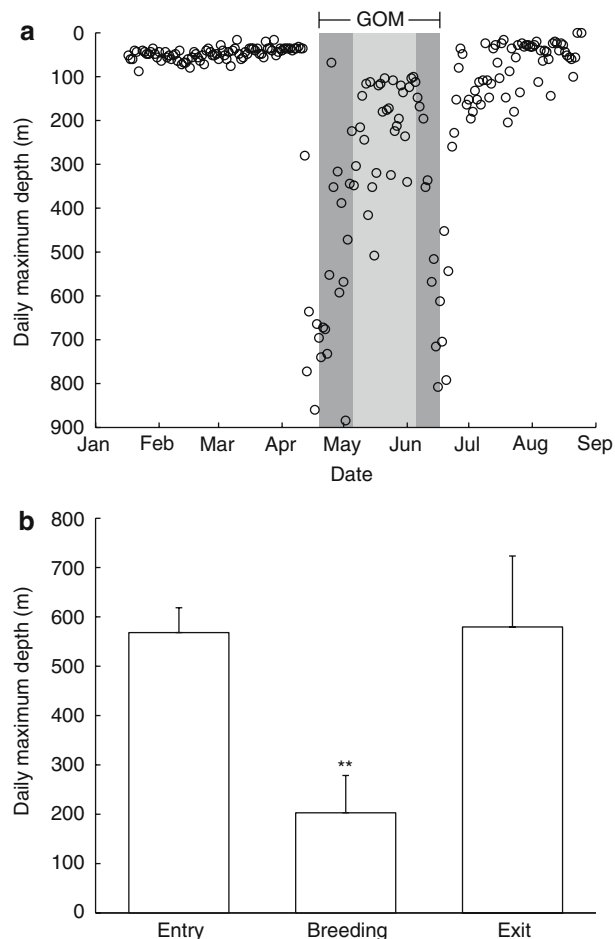 a
GOM
0
100
200
300
400
500
600
700
800
900
Daily maximum depth (m)
Jan Feb Mar Apr May Jun Jul Aug Sep
Date
b
800
700
600
500
400
300
200
100
0
Daily maximum depth (m)
**
Entry Breeding Exit